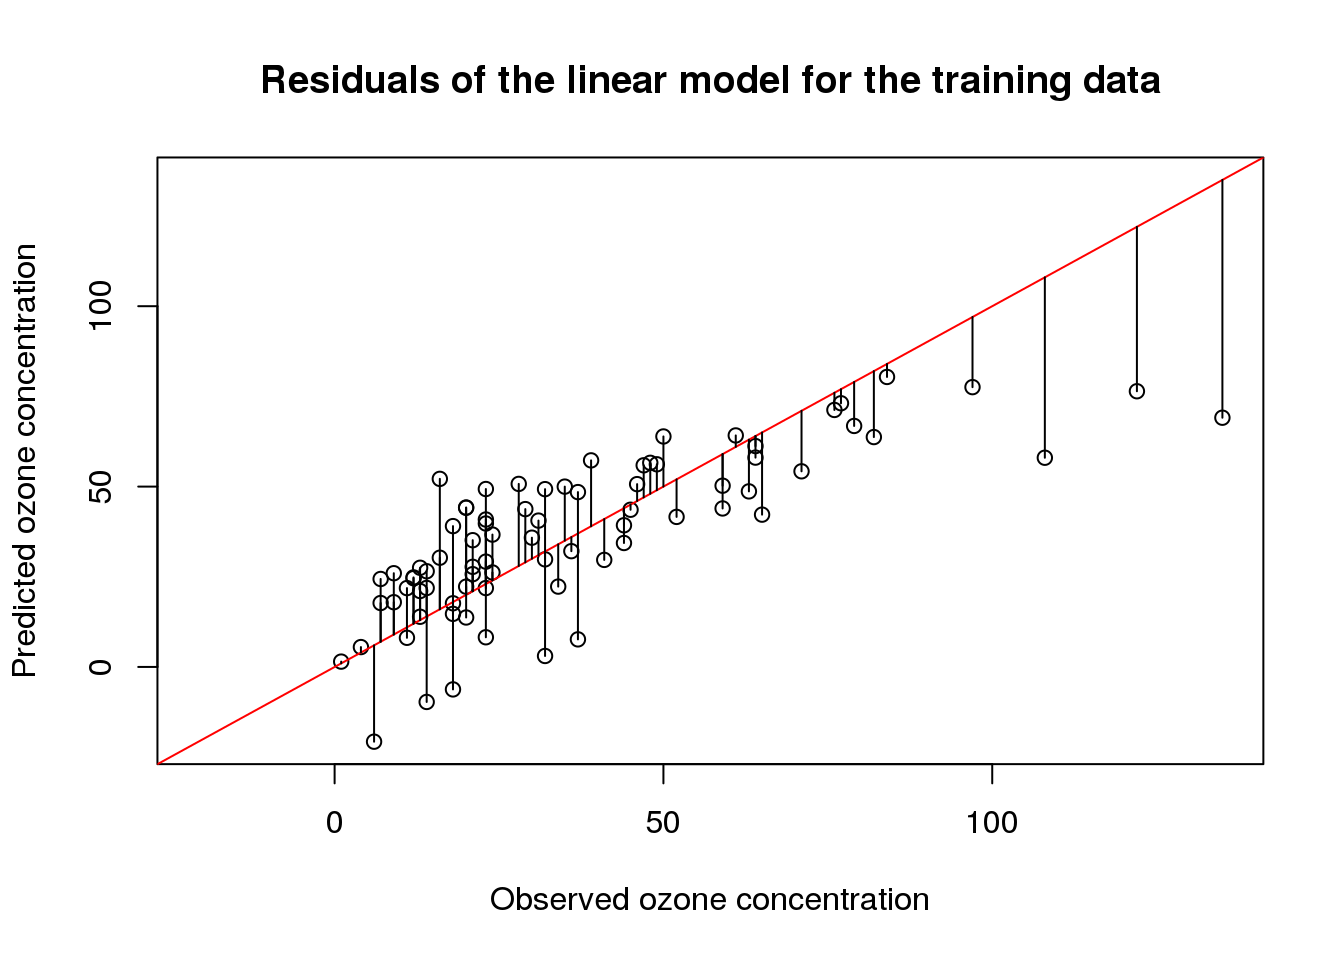 Residuals of the linear model for the training data
Predicted ozone concentration
100
50
0
0 50 100
Observed ozone concentration